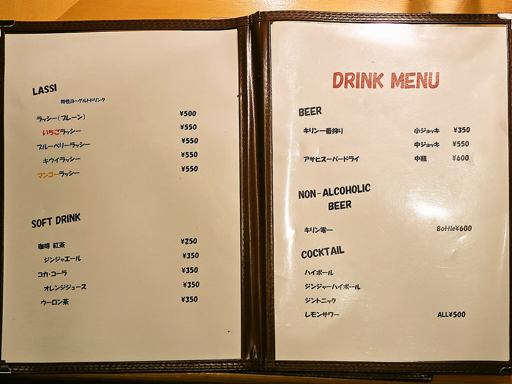 LASSI
特性ヨーグルトドリンク
ラッシー(プレーン) ¥500
いちごラッシー ¥550
ブルーベリーラッシー ¥550
キウイラッシー ¥550
マンゴーラッシー ¥550
SOFT DRINK
珈琲 紅茶 ¥250
ジンジャエール ¥350
コカ・コーラ ¥350
オレンジジュース ¥350
ウーロン茶 ¥350
DRINK MENU
BEER
キリン一番搾り 小ジョッキ ¥350
中ジョッキ ¥550
アサヒスーパードライ 中瓶 ¥600
NON-ALCOHOLIC
BEER
キリン零一 Bottle¥600
COCKTAIL
ハイボール
ジンジャーハイボール
ジントニック
レモンサワー ALL¥500